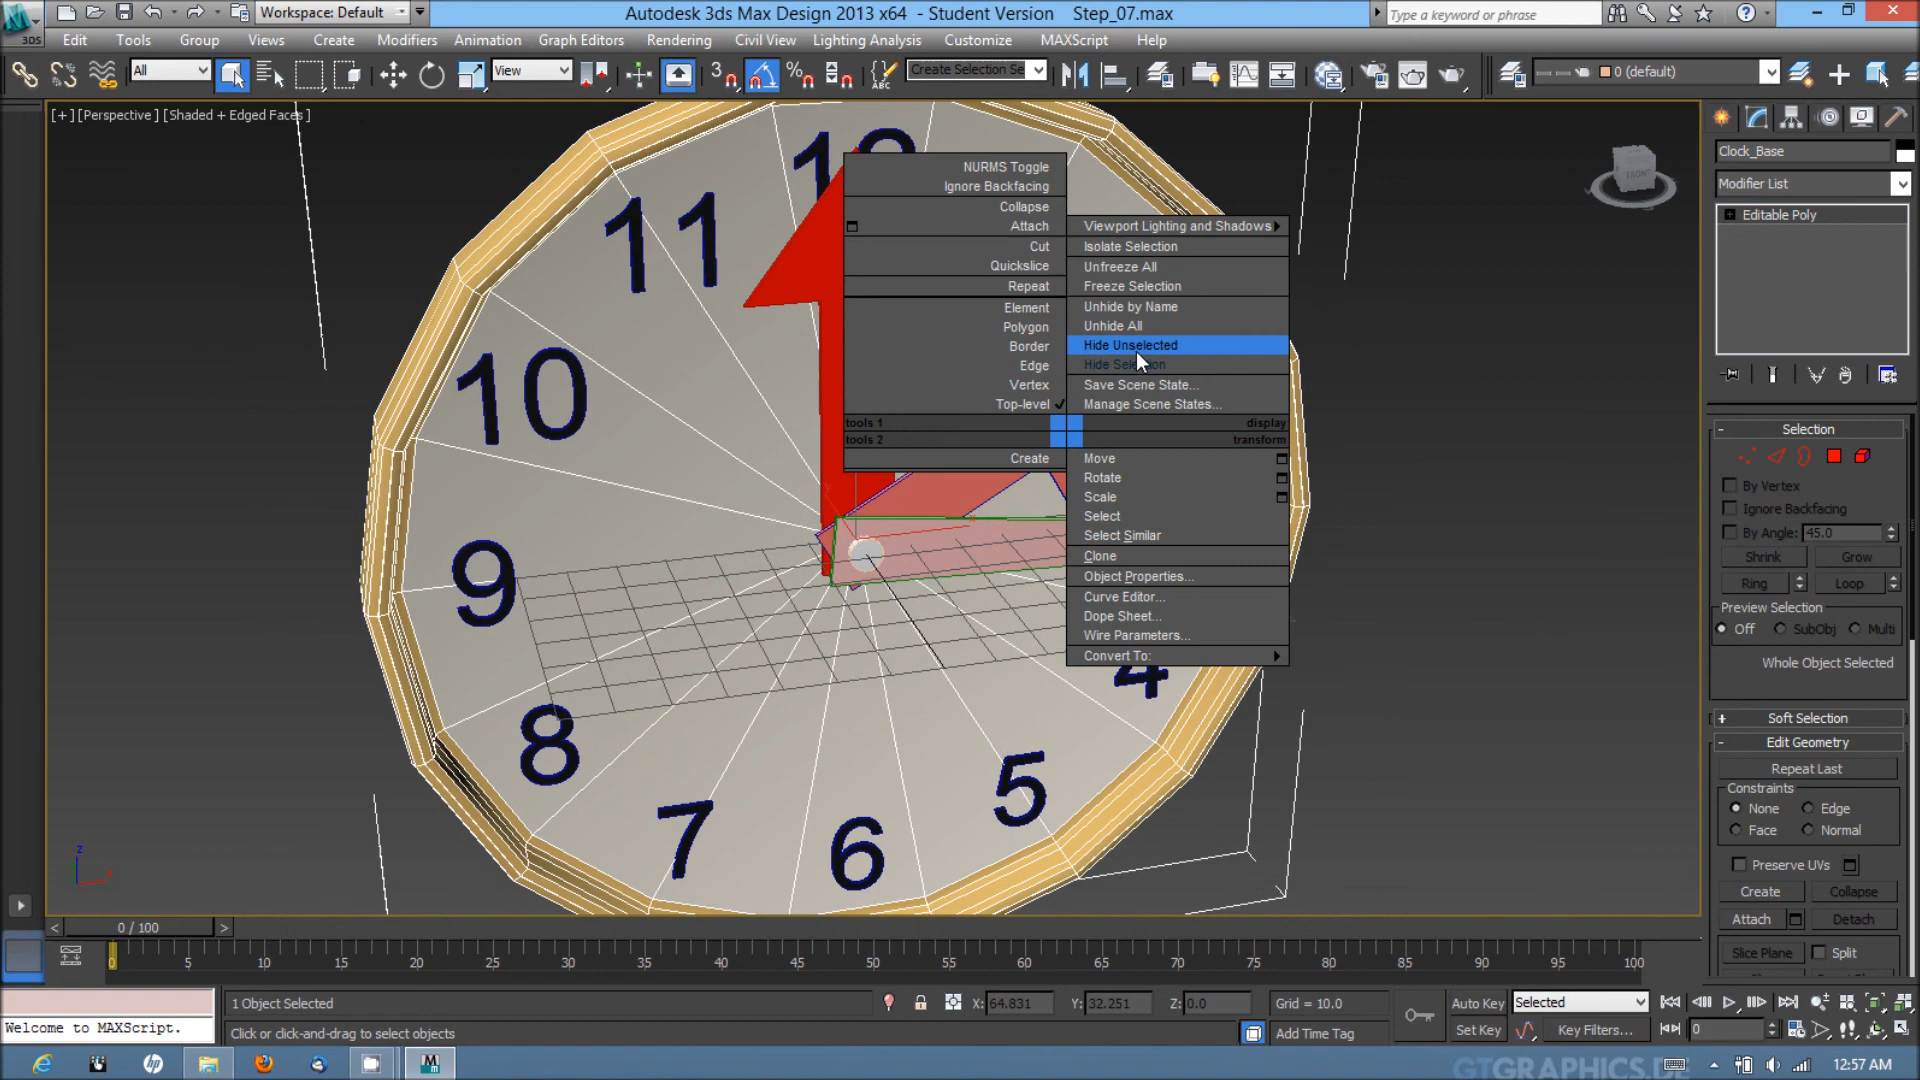 Workspace: Default
Autodesk 3ds Max Design 2013 x64 - Student Version Step_07.max
Type a keyword or phrase
3DS
Edit Tools Group Views Create Modifiers Animation Graph Editors Rendering Civil View Lighting Analysis Customize MAXScript Help
All View 3 ABC Create Selection Se 0 (default)
[+] [Perspective] [Shaded + Edged Faces]
FRONT
11
10
9
8
7
6
5
4
NURMS Toggle
Ignore Backfacing
Collapse
Attach
Cut
Quickslice
Repeat
Element
Polygon
Border
Edge
Vertex
Top-level
tools 1
tools 2
Create
Viewport Lighting and Shadows
Isolate Selection
Unfreeze All
Freeze Selection
Unhide by Name
Unhide All
Hide Unselected
Hide Selection
Save Scene State...
Manage Scene States...
display
transform
Move
Rotate
Scale
Select
Select Similar
Clone
Object Properties...
Curve Editor...
Dope Sheet...
Wire Parameters...
Convert To:
Clock_Base
Modifier List
Editable Poly
Selection
By Vertex
Ignore Backfacing
By Angle: 45.0
Shrink Grow
Ring Loop
Preview Selection
Off SubObj Multi
Whole Object Selected
Soft Selection
Edit Geometry
Repeat Last
Constraints
None Edge
Face Normal
Preserve UVs
Create Collapse
Attach Detach
Slice Plane Split
z
0 / 100
0 5 10 15 20 25 30 35 40 45 50 55 60 65 70 75 80 85 90 95 100
Welcome to MAXScript.
1 Object Selected
Click or click-and-drag to select objects
X: 64.831 Y: 32.251 Z: 0.0 Grid = 10.0
Add Time Tag
Auto Key Selected
Set Key Key Filters... 0
GTGRAPHICS.DE
12:57 AM